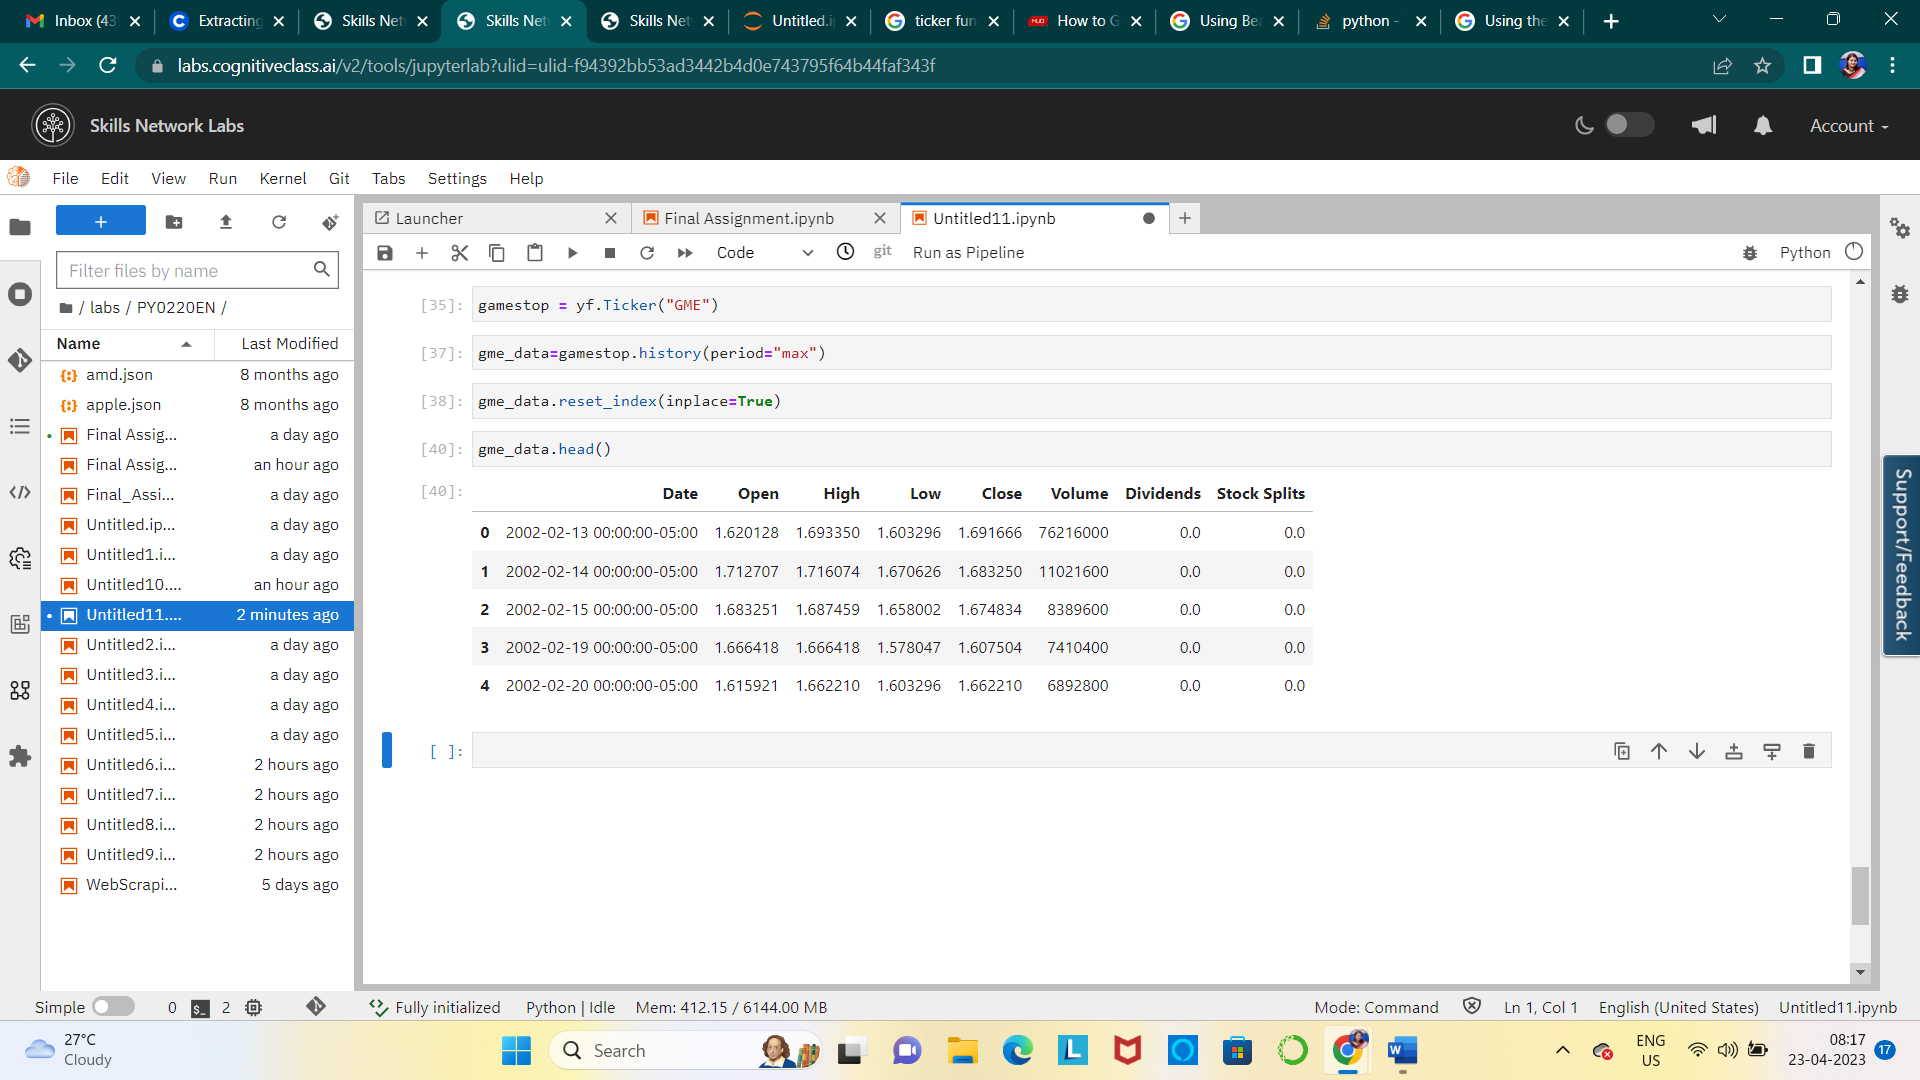 Inbox (43
Extracting
Skills Net
Skills Net
Skills Net
Untitled.i
ticker fun
MUO How to G
Using Bea
python -
Using the
labs.cognitiveclass.ai/v2/tools/jupyterlab?ulid=ulid-f94392bb53ad3442b4d0e743795f64b44faf343f
Skills Network Labs
Account
File Edit View Run Kernel Git Tabs Settings Help
Launcher
Final Assignment.ipynb
Untitled11.ipynb
Code
git
Run as Pipeline
Python
Filter files by name
/ labs / PY0220EN /
Name Last Modified
amd.json 8 months ago
apple.json 8 months ago
Final Assig... a day ago
Final Assig... an hour ago
Final_Assi... a day ago
Untitled.ip... a day ago
Untitled1.i... a day ago
Untitled10.... an hour ago
Untitled11.... 2 minutes ago
Untitled2.i... a day ago
Untitled3.i... a day ago
Untitled4.i... a day ago
Untitled5.i... a day ago
Untitled6.i... 2 hours ago
Untitled7.i... 2 hours ago
Untitled8.i... 2 hours ago
Untitled9.i... 2 hours ago
WebScrapi... 5 days ago
[35]: gamestop = yf.Ticker("GME")
[37]: gme_data=gamestop.history(period="max")
[38]: gme_data.reset_index(inplace=True)
[40]: gme_data.head()
[40]: Date Open High Low Close Volume Dividends Stock Splits
0 2002-02-13 00:00:00-05:00 1.620128 1.693350 1.603296 1.691666 76216000 0.0 0.0
1 2002-02-14 00:00:00-05:00 1.712707 1.716074 1.670626 1.683250 11021600 0.0 0.0
2 2002-02-15 00:00:00-05:00 1.683251 1.687459 1.658002 1.674834 8389600 0.0 0.0
3 2002-02-19 00:00:00-05:00 1.666418 1.666418 1.578047 1.607504 7410400 0.0 0.0
4 2002-02-20 00:00:00-05:00 1.615921 1.662210 1.603296 1.662210 6892800 0.0 0.0
[ ]:
Support/Feedback
Simple 0 2 Fully initialized Python | Idle Mem: 412.15 / 6144.00 MB Mode: Command Ln 1, Col 1 English (United States) Untitled11.ipynb
27°C
Cloudy
Search
ENG
US
08:17
23-04-2023
17